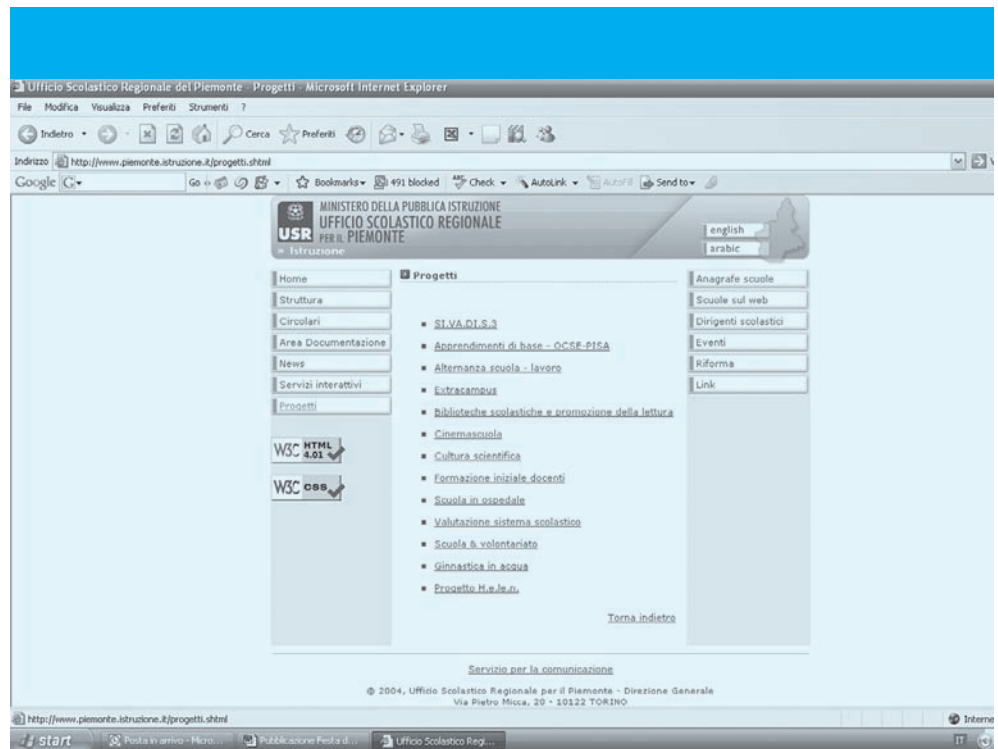 Ufficio Scolastico Regionale del Piemonte - Progetti - Microsoft Internet Explorer
File Modifica Visualizza Preferiti Strumenti ?
Indietro Cerca Preferiti
Indirizzo http://www.piemonte.istruzione.it/progetti.shtml
Google G Go Bookmarks 491 blocked Check AutoLink AutoFill Send to
MINISTERO DELLA PUBBLICA ISTRUZIONE
UFFICIO SCOLASTICO REGIONALE
USR PER IL PIEMONTE
» Istruzione
english
arabic
Home
Struttura
Circolari
Area Documentazione
News
Servizi interattivi
Progetti
W3C HTML 4.01
W3C CSS
Progetti
SI.VA.DI.S.3
Apprendimenti di base - OCSE-PISA
Alternanza scuola - lavoro
Extracampus
Biblioteche scolastiche e promozione della lettura
Cinemascuola
Cultura scientifica
Formazione iniziale docenti
Scuola in ospedale
Valutazione sistema scolastico
Scuola & volontariato
Ginnastica in acqua
Progetto H.e.le.n.
Torna indietro
Anagrafe scuole
Scuole sul web
Dirigenti scolastici
Eventi
Riforma
Link
Servizio per la comunicazione
© 2004, Ufficio Scolastico Regionale per il Piemonte - Direzione Generale
Via Pietro Micca, 20 - 10122 TORINO
http://www.piemonte.istruzione.it/progetti.shtml Interne
start Posta in arrivo - Micro... Pubblicazione Festa d... Ufficio Scolastico Regi... IT